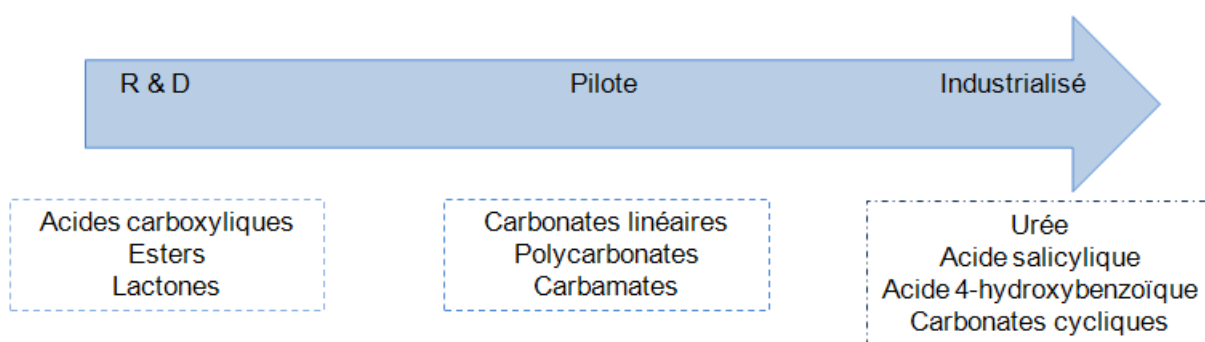 R & D
Pilote
Industrialisé
Acides carboxyliques
Esters
Lactones
Carbonates linéaires
Polycarbonates
Carbamates
Urée
Acide salicylique
Acide 4-hydroxybenzoïque
Carbonates cycliques